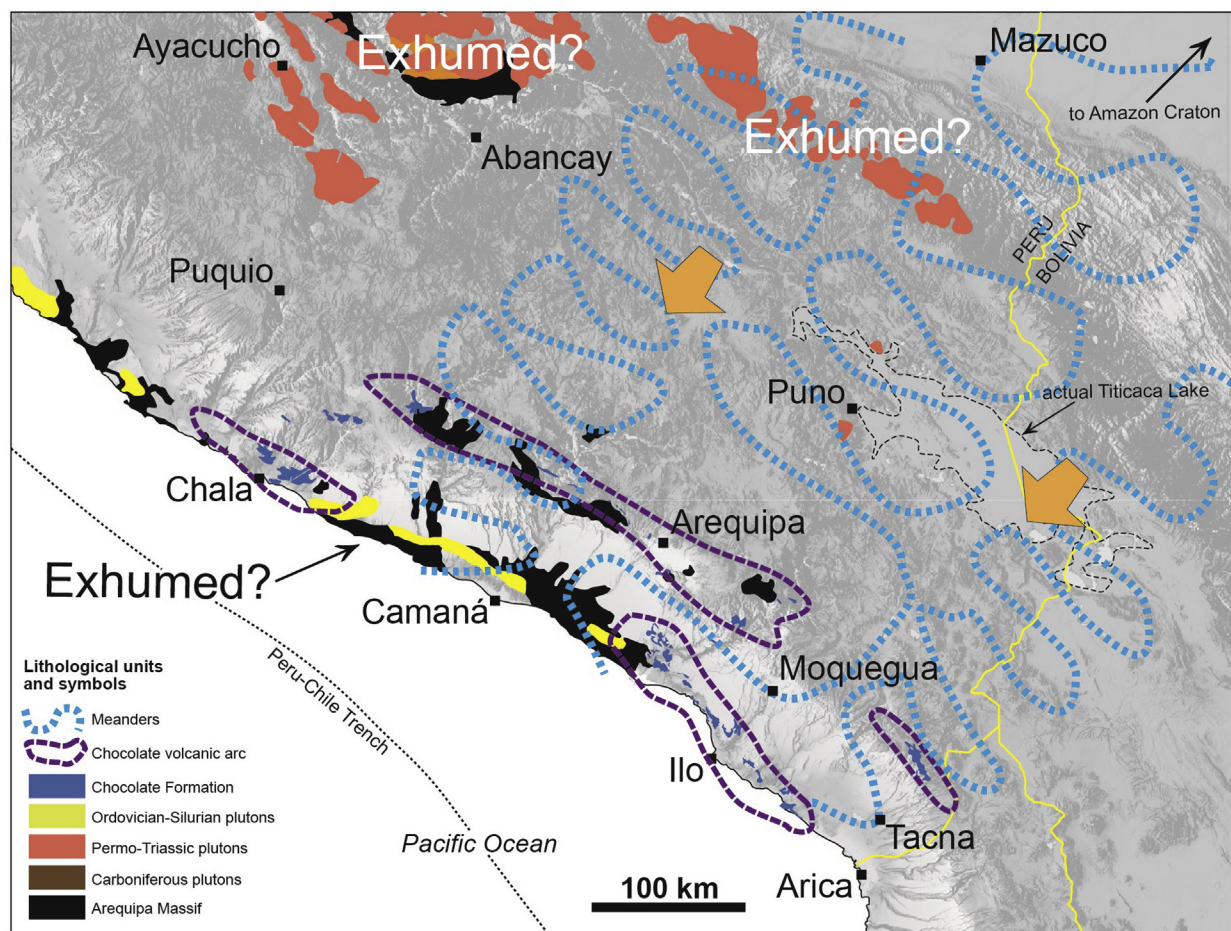 Ayacucho
Exhumed?
Mazuco
to Amazon Craton
Abancay
Exhumed?
PERU
BOLIVIA
Puquio
Puno
actual Titicaca Lake
Chala
Arequipa
Exhumed?
Camaná
Moquegua
Peru-Chile Trench
Ilo
Tacna
Pacific Ocean
Arica
100 km
Lithological units
and symbols
Meanders
Chocolate volcanic arc
Chocolate Formation
Ordovician-Silurian plutons
Permo-Triassic plutons
Carboniferous plutons
Arequipa Massif